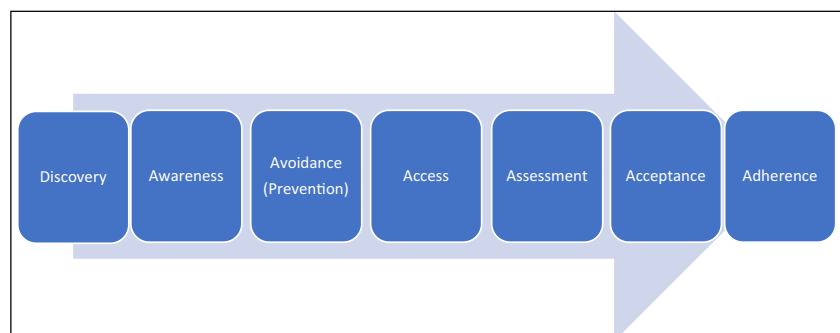 Discovery
Awareness
Avoidance
(Prevention)
Access
Assessment
Acceptance
Adherence